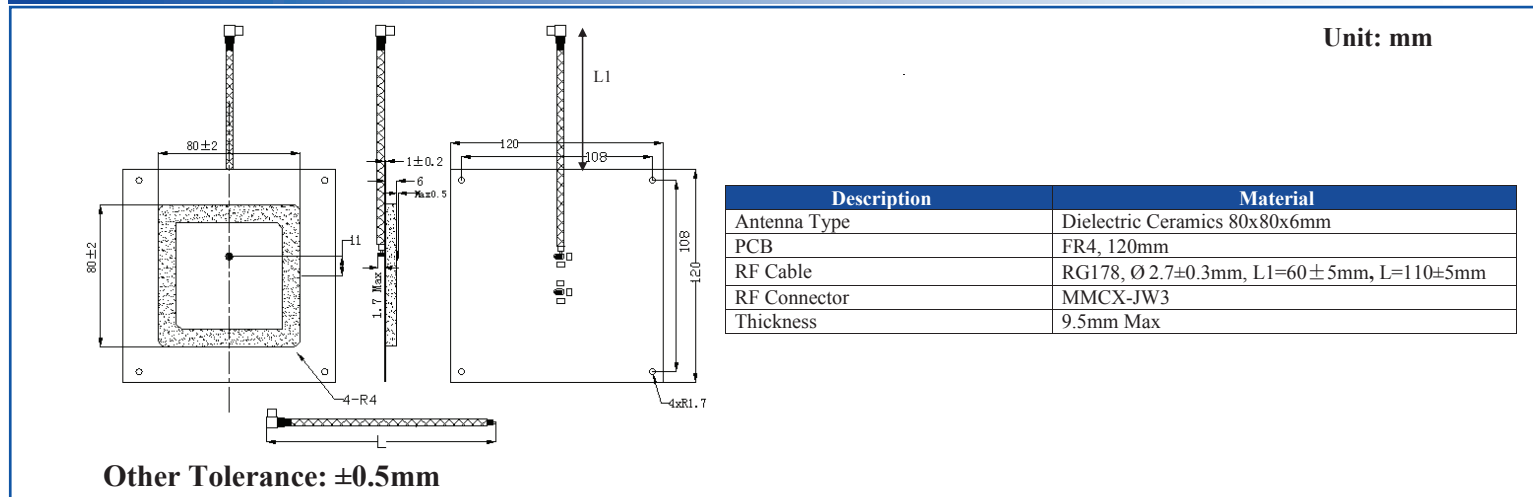 Unit: mm
L1
80±2
120
108
1±0.2
6
Max0.5
11
80±2
1.7 Max
108
120
4-R4
4xR1.7
L
Description Material
Antenna Type Dielectric Ceramics 80x80x6mm
PCB FR4, 120mm
RF Cable RG178, Ø 2.7±0.3mm, L1=60±5mm, L=110±5mm
RF Connector MMCX-JW3
Thickness 9.5mm Max
Other Tolerance: ±0.5mm